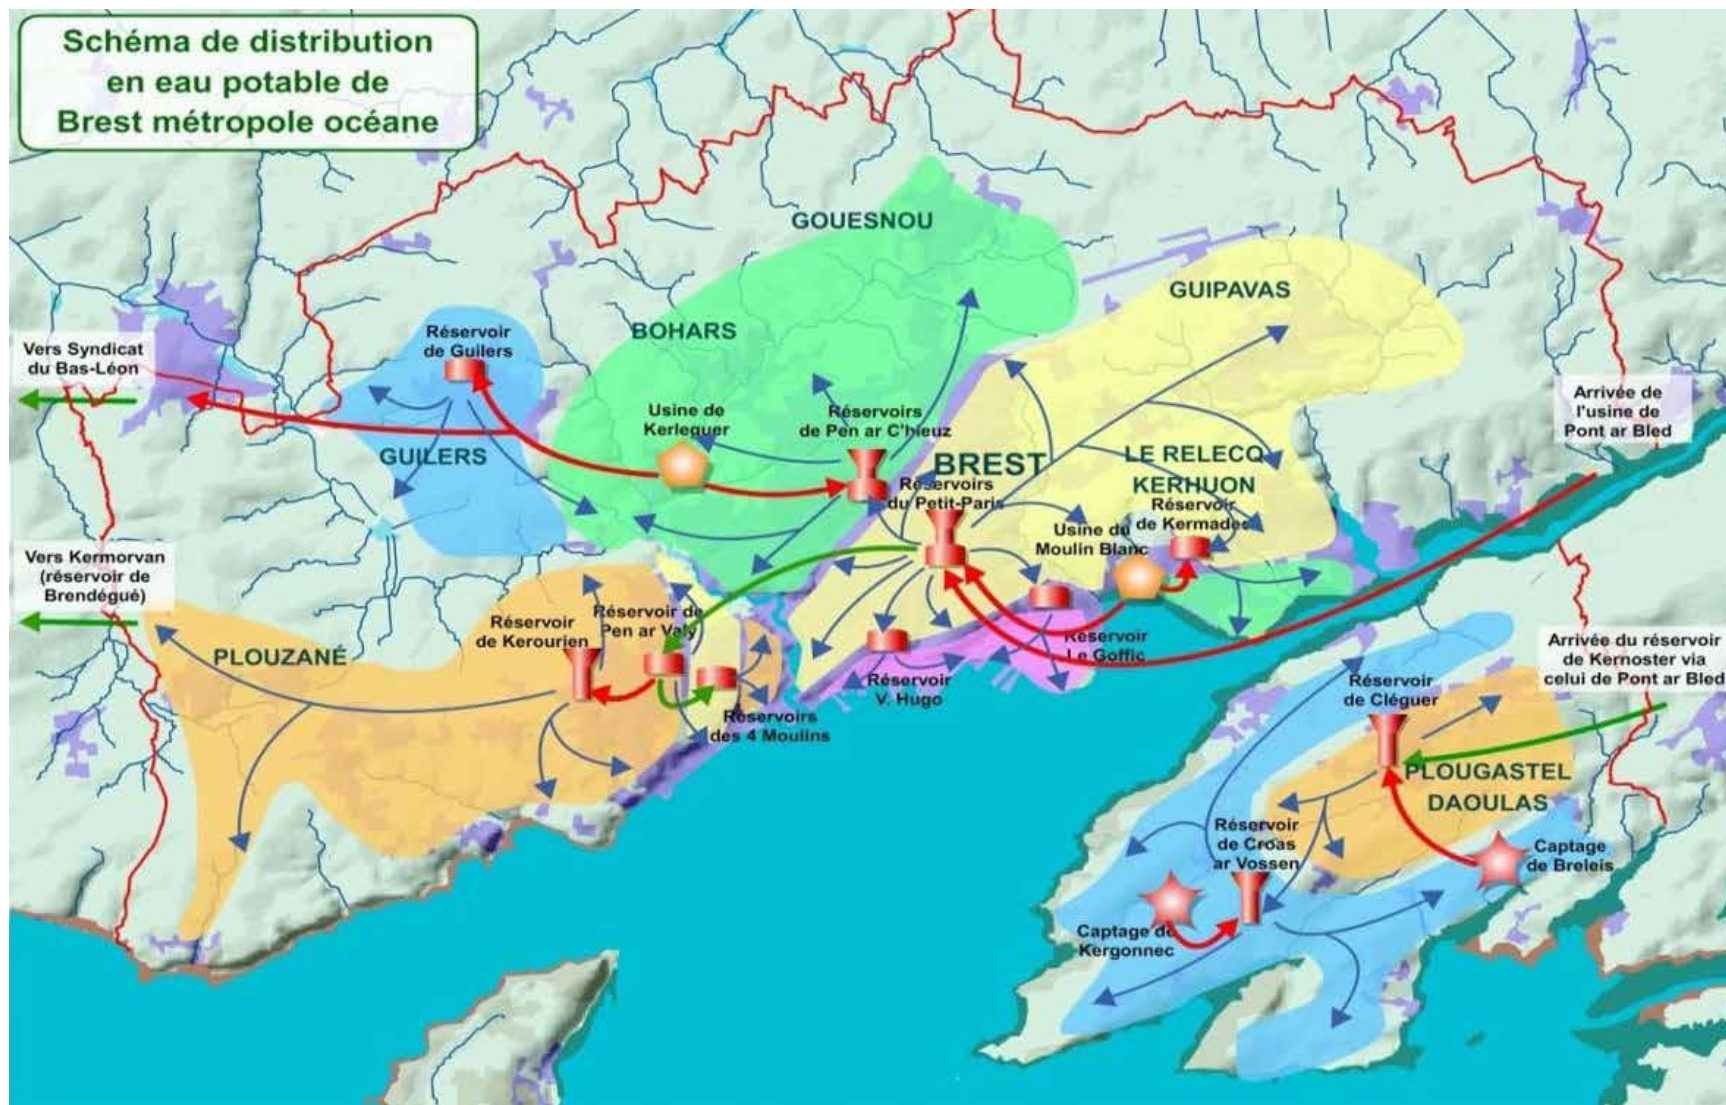 Schéma de distribution
en eau potable de
Brest métropole océane
GOUESNOU
GUIPAVAS
BOHARS
Réservoir
de Guilers
Vers Syndicat
du Bas-Léon
Arrivée de
l'usine de
Pont ar Bled
Usine de
Kerleguer
Réservoirs
de Pen ar C'hleuz
GUILERS
BREST
LE RELECQ
KERHUON
Réservoirs
du Petit-Paris
Réservoir
de Kermadec
Usine du
Moulin Blanc
Vers Kermorvan
(réservoir de
Brendégué)
Réservoir
de Kerourien
Réservoir de
Pen ar Valy
PLOUZANÉ
Réservoir
Le Goffic
Réservoir
V. Hugo
Réservoirs
des 4 Moulins
Arrivée du réservoir
de Kernoster via
celui de Pont ar Bled
Réservoir
de Cléguer
PLOUGASTEL
DAOULAS
Réservoir
de Croas
ar Vossen
Captage
de Breleis
Captage de
Kergonnec